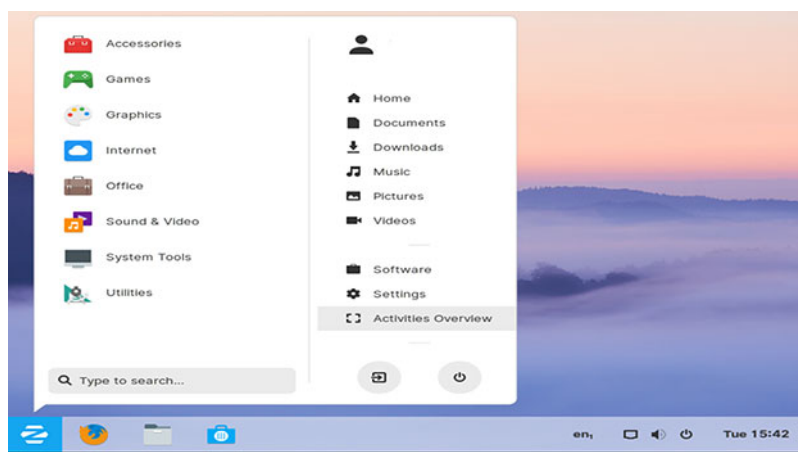 Accessories
Games
Graphics
Internet
Office
Sound & Video
System Tools
Utilities
Type to search...
Home
Documents
Downloads
Music
Pictures
Videos
Software
Settings
Activities Overview
en₁ Tue 15:42